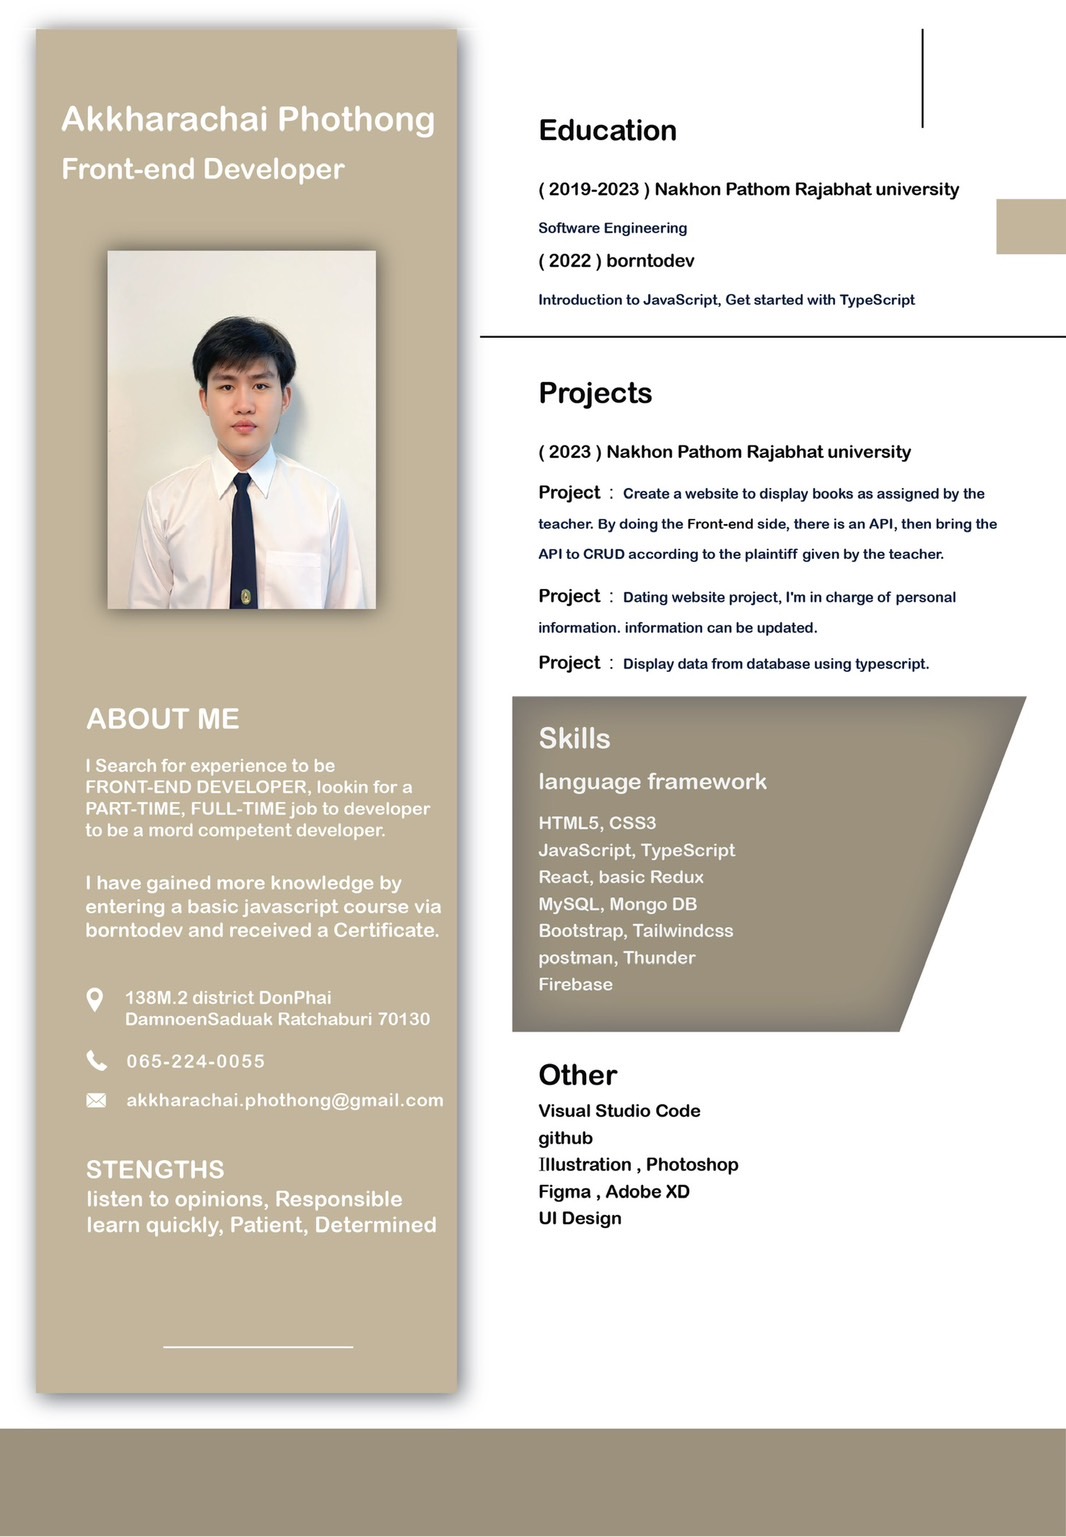 Akkharachai Phothong
Front-end Developer
ABOUT ME
I Search for experience to be
FRONT-END DEVELOPER, lookin for a
PART-TIME, FULL-TIME job to developer
to be a mord competent developer.
I have gained more knowledge by
entering a basic javascript course via
borntodev and received a Certificate.
138M.2 district DonPhai
DamnoenSaduak Ratchaburi 70130
065-224-0055
akkharachai.phothong@gmail.com
STENGTHS
listen to opinions, Responsible
learn quickly, Patient, Determined
Education
( 2019-2023 ) Nakhon Pathom Rajabhat university
Software Engineering
( 2022 ) borntodev
Introduction to JavaScript, Get started with TypeScript
Projects
( 2023 ) Nakhon Pathom Rajabhat university
Project : Create a website to display books as assigned by the
teacher. By doing the Front-end side, there is an API, then bring the
API to CRUD according to the plaintiff given by the teacher.
Project : Dating website project, I'm in charge of personal
information. information can be updated.
Project : Display data from database using typescript.
Skills
language framework
HTML5, CSS3
JavaScript, TypeScript
React, basic Redux
MySQL, Mongo DB
Bootstrap, Tailwindcss
postman, Thunder
Firebase
Other
Visual Studio Code
github
Illustration , Photoshop
Figma , Adobe XD
UI Design